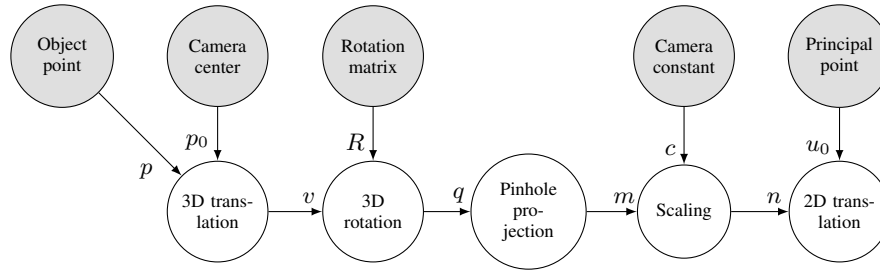 Object
point
Camera
center
Rotation
matrix
Camera
constant
Principal
point
p
p₀
R
c
u₀
3D trans-
lation
v
3D
rotation
q
Pinhole
pro-
jection
m
Scaling
n
2D trans-
lation